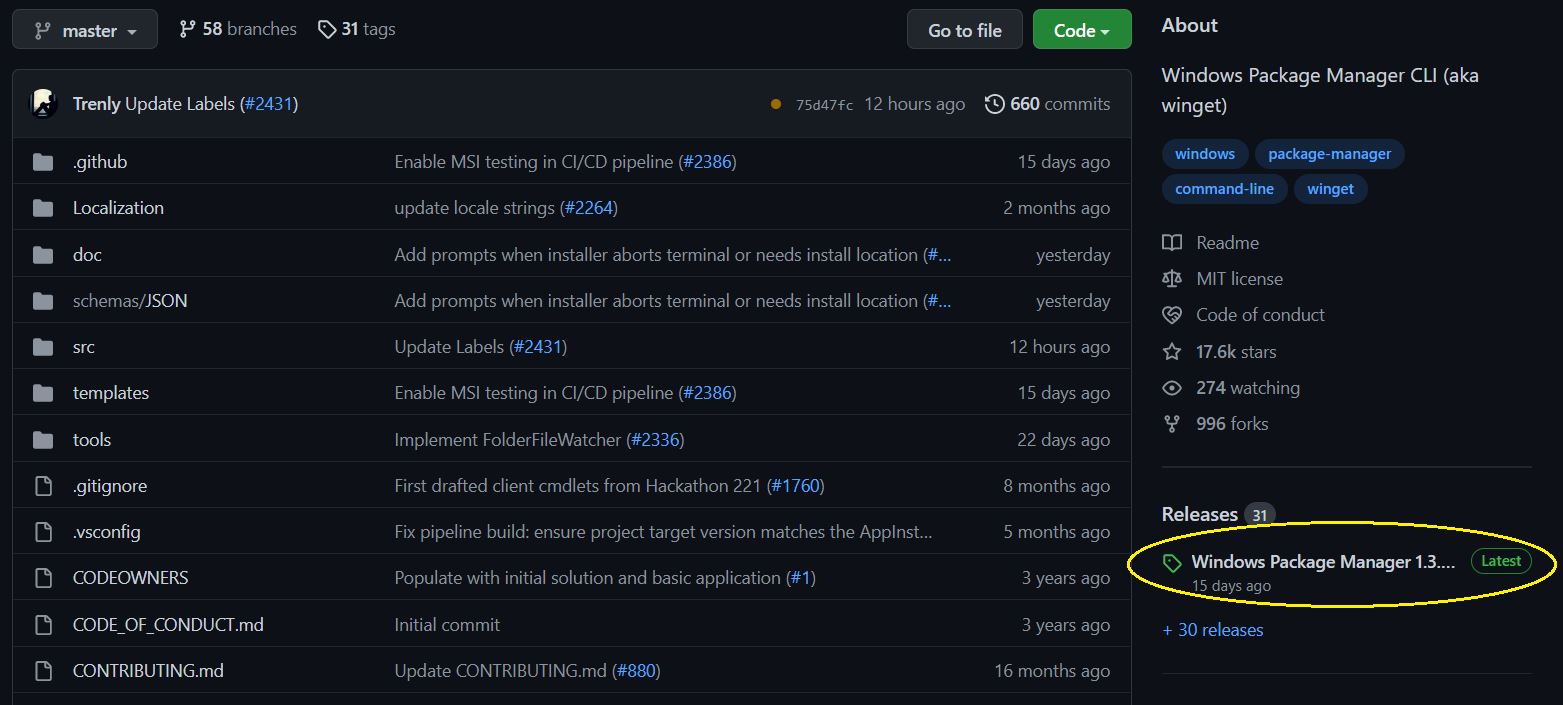 master 58 branches 31 tags Go to file Code
Trenly Update Labels (#2431) 75d47fc 12 hours ago 660 commits
.github Enable MSI testing in CI/CD pipeline (#2386) 15 days ago
Localization update locale strings (#2264) 2 months ago
doc Add prompts when installer aborts terminal or needs install location (#... yesterday
schemas/JSON Add prompts when installer aborts terminal or needs install location (#... yesterday
src Update Labels (#2431) 12 hours ago
templates Enable MSI testing in CI/CD pipeline (#2386) 15 days ago
tools Implement FolderFileWatcher (#2336) 22 days ago
.gitignore First drafted client cmdlets from Hackathon 221 (#1760) 8 months ago
.vsconfig Fix pipeline build: ensure project target version matches the AppInst... 5 months ago
CODEOWNERS Populate with initial solution and basic application (#1) 3 years ago
CODE_OF_CONDUCT.md Initial commit 3 years ago
CONTRIBUTING.md Update CONTRIBUTING.md (#880) 16 months ago
About
Windows Package Manager CLI (aka
winget)
windows package-manager
command-line winget
Readme
MIT license
Code of conduct
17.6k stars
274 watching
996 forks
Releases 31
Windows Package Manager 1.3.... Latest
15 days ago
+ 30 releases